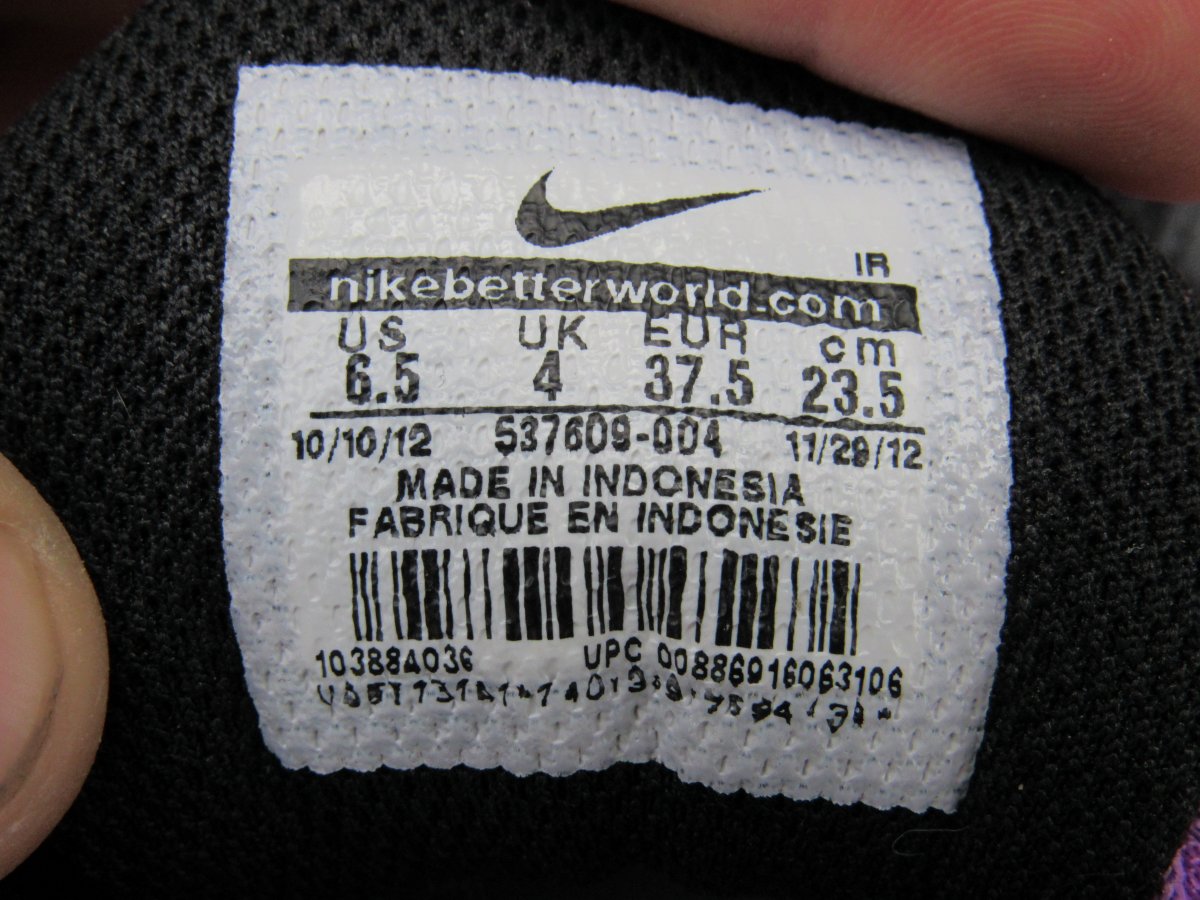 IR
nikebetterworld.com
US UK EUR cm
6.5 4 37.5 23.5
10/10/12 537609-004 11/29/12
MADE IN INDONESIA
FABRIQUE EN INDONESIE
103884036 UPC 00886916063106